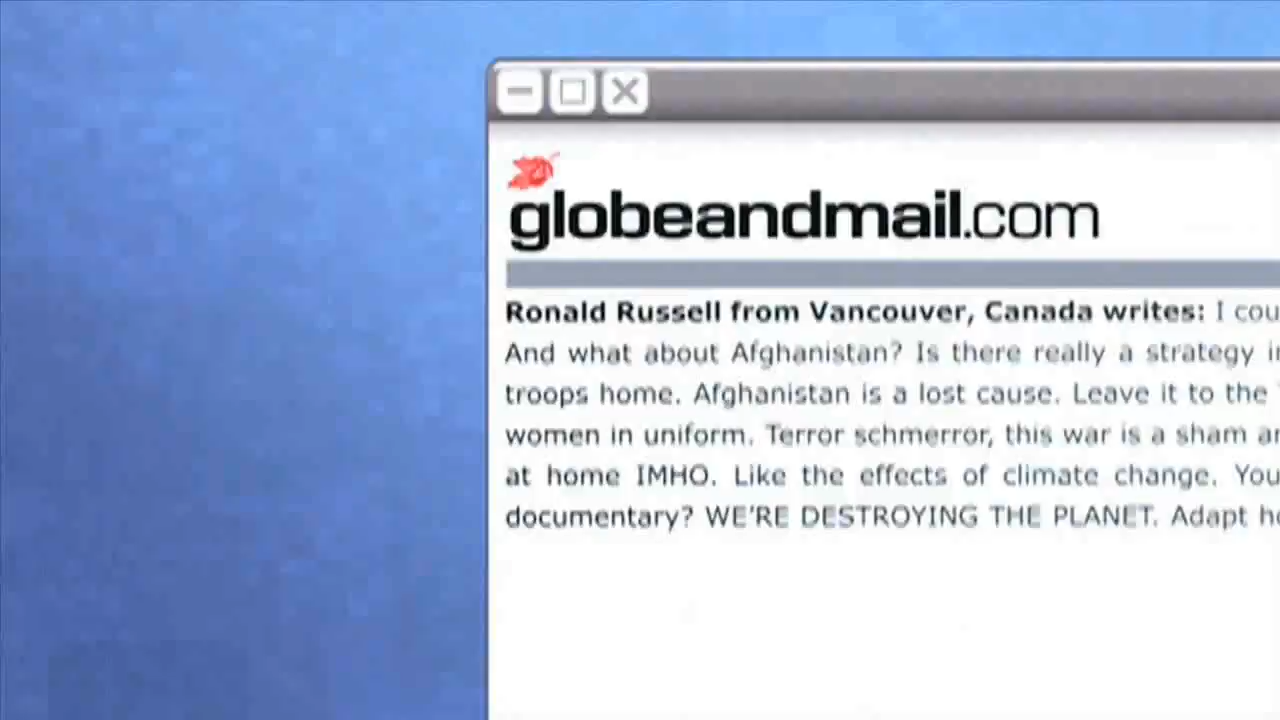 globeandmail.com
Ronald Russell from Vancouver, Canada writes: I
And what about Afghanistan? Is there really a strategy
troops home. Afghanistan is a lost cause. Leave it to the
women in uniform. Terror schmerror, this war is a sham
at home IMHO. Like the effects of climate change. You
documentary? WE'RE DESTROYING THE PLANET. Adapt